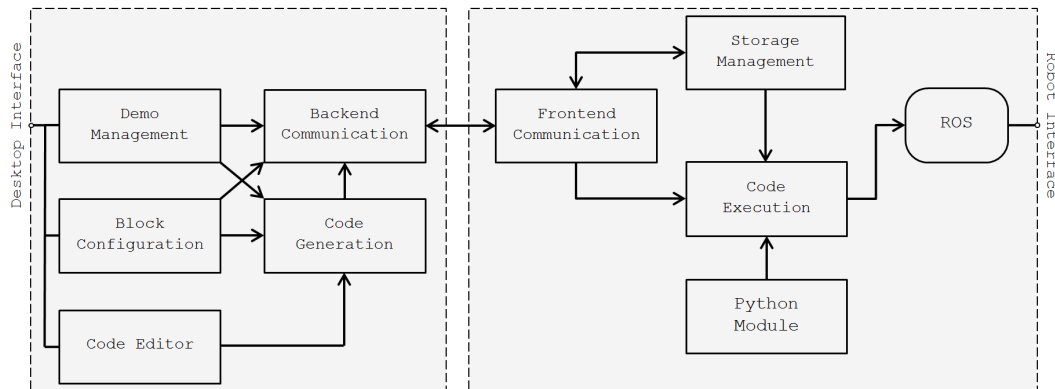 Desktop Interface
Demo
Management
Backend
Communication
Block
Configuration
Code
Generation
Code Editor
Storage
Management
Frontend
Communication
Code
Execution
Python
Module
ROS
Robot Interface